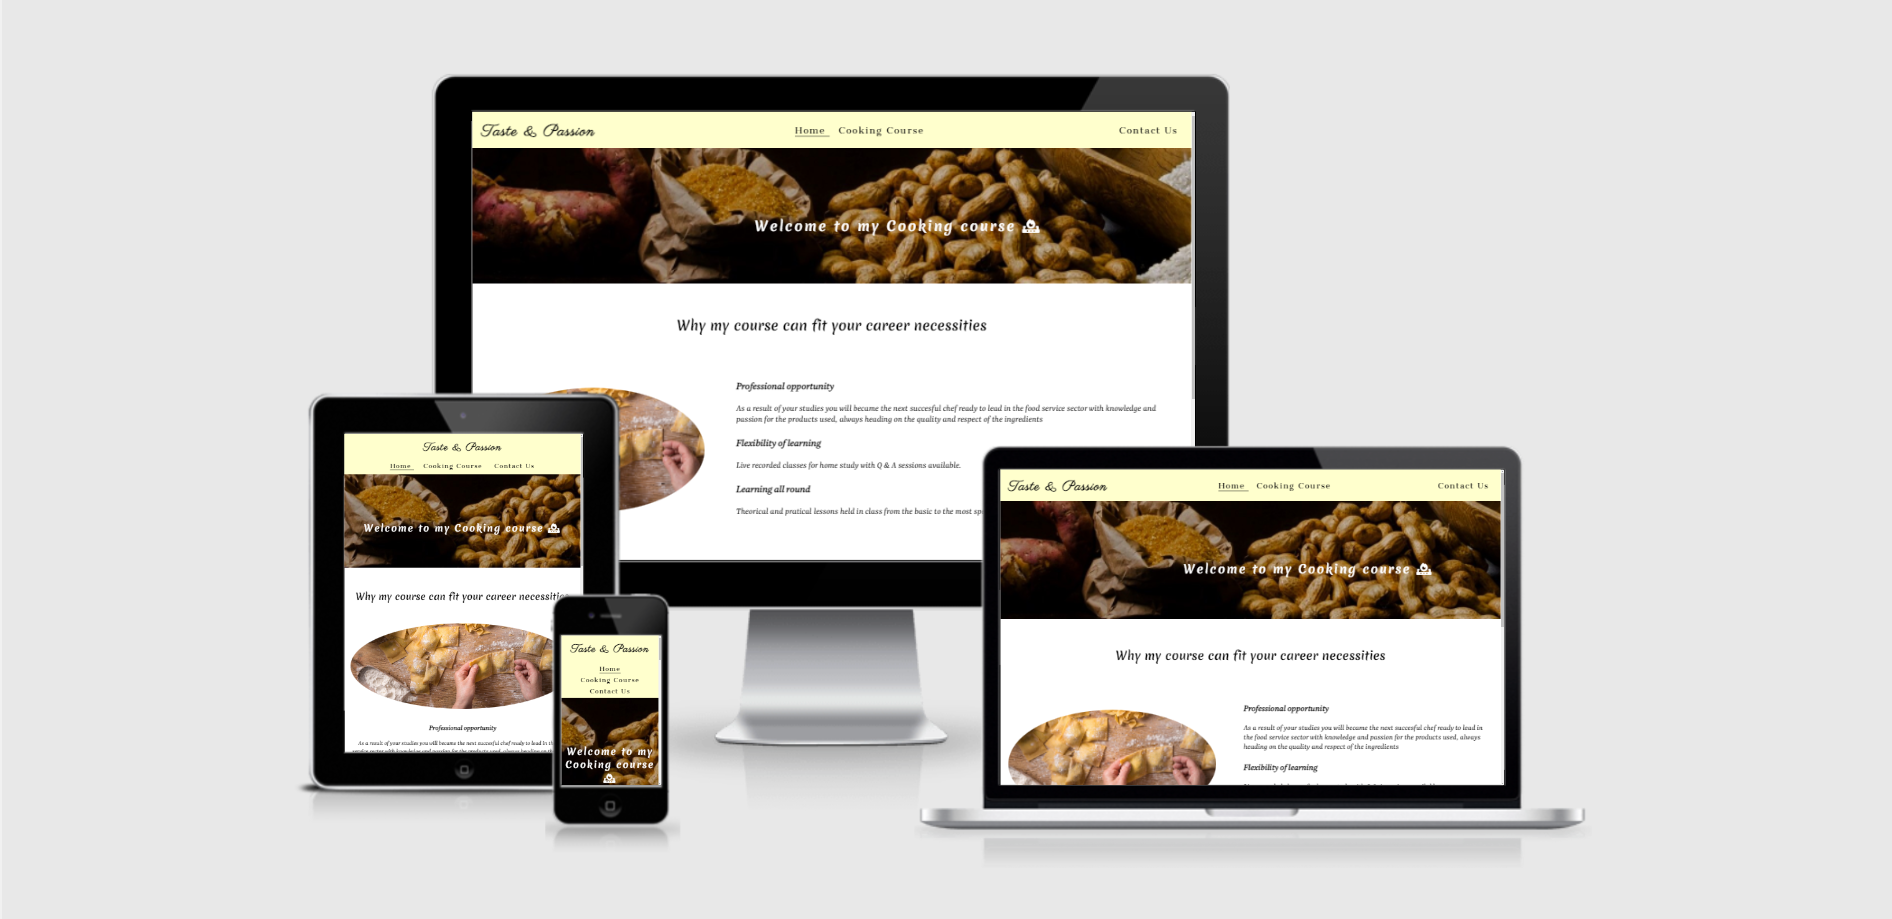 Taste & Passion
Home Cooking Course Contact Us
Welcome to my Cooking course
Why my course can fit your career necessities
Professional opportunity
As a result of your studies you will became the next succesful chef ready to lead in the food service sector with knowledge and
passion for the products used, always heading on the quality and respect of the ingredients
Flexibility of learning
Live recorded classes for home study with Q & A sessions available.
Learning all round
Theorical and pratical lessons held in class from the basic to the most
Taste & Passion
Home Cooking Course Contact Us
Welcome to my Cooking course
Why my course can fit your career
Professional opportunity
As a result of your studies you will became the next succesful chef ready to lead in
Taste & Passion
Home
Cooking Course
Contact Us
Welcome to my
Cooking course
Taste & Passion
Home Cooking Course Contact Us
Welcome to my Cooking course
Why my course can fit your career necessities
Professional opportunity
As a result of your studies you will became the next succesful chef ready to lead in
the food service sector with knowledge and passion for the products used, always
heading on the quality and respect of the ingredients
Flexibility of learning